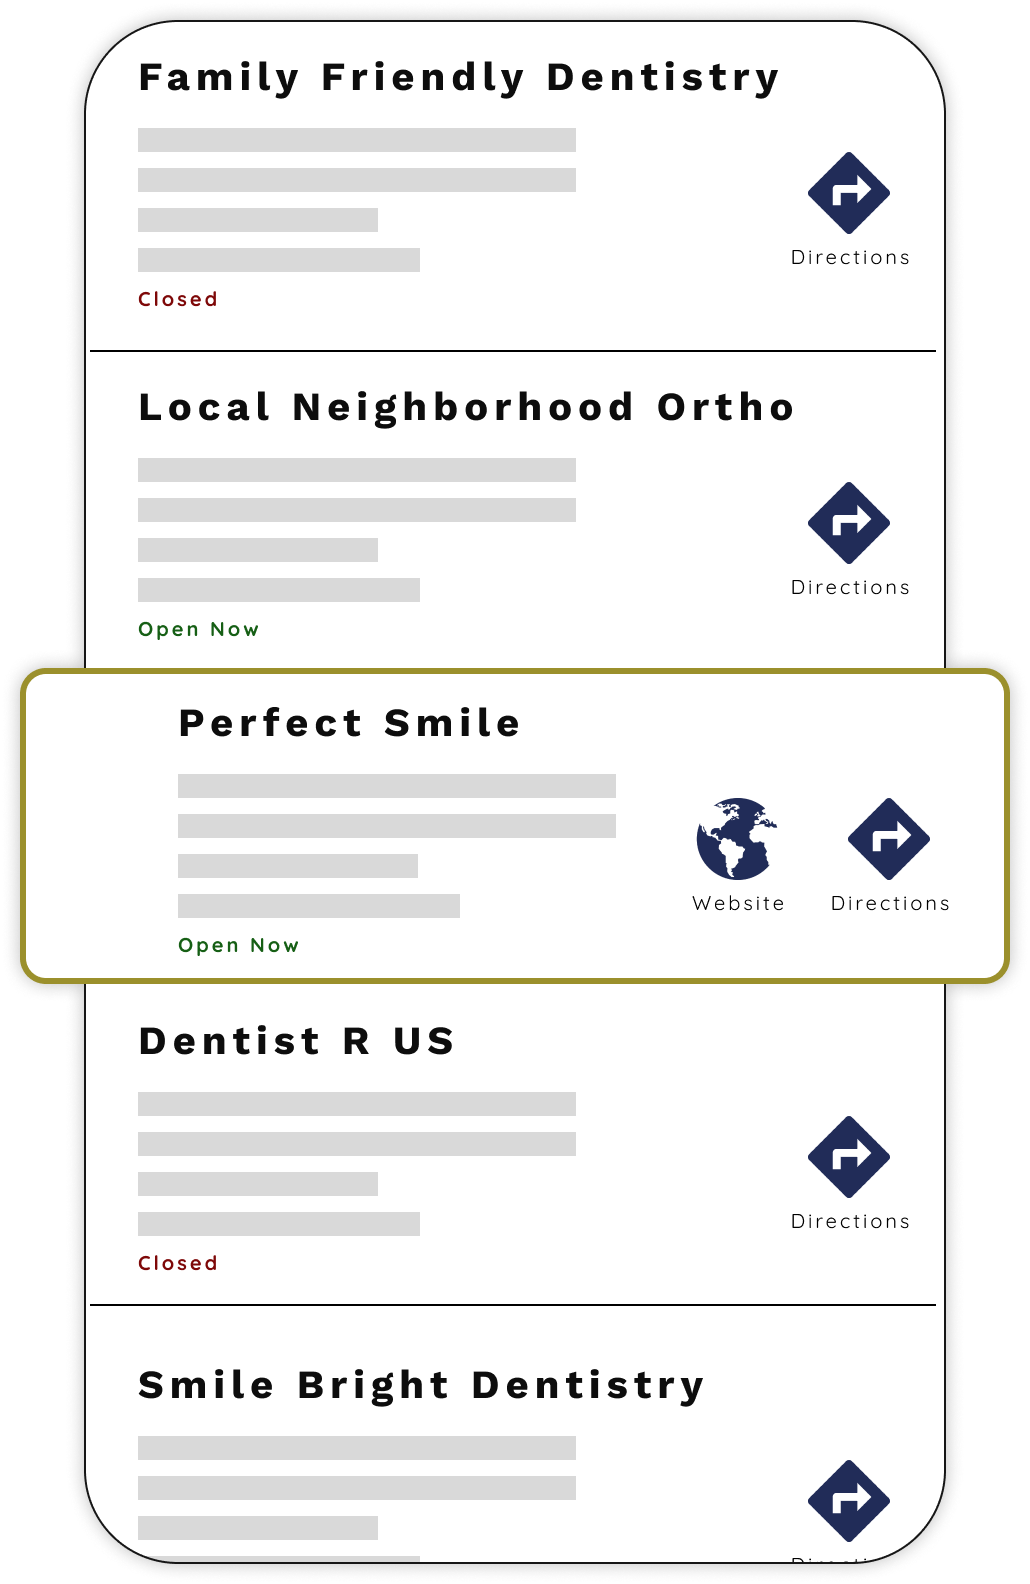 Family Friendly Dentistry
Directions
Closed
Local Neighborhood Ortho
Directions
Open Now
Perfect Smile
Website Directions
Open Now
Dentist R US
Directions
Closed
Smile Bright Dentistry